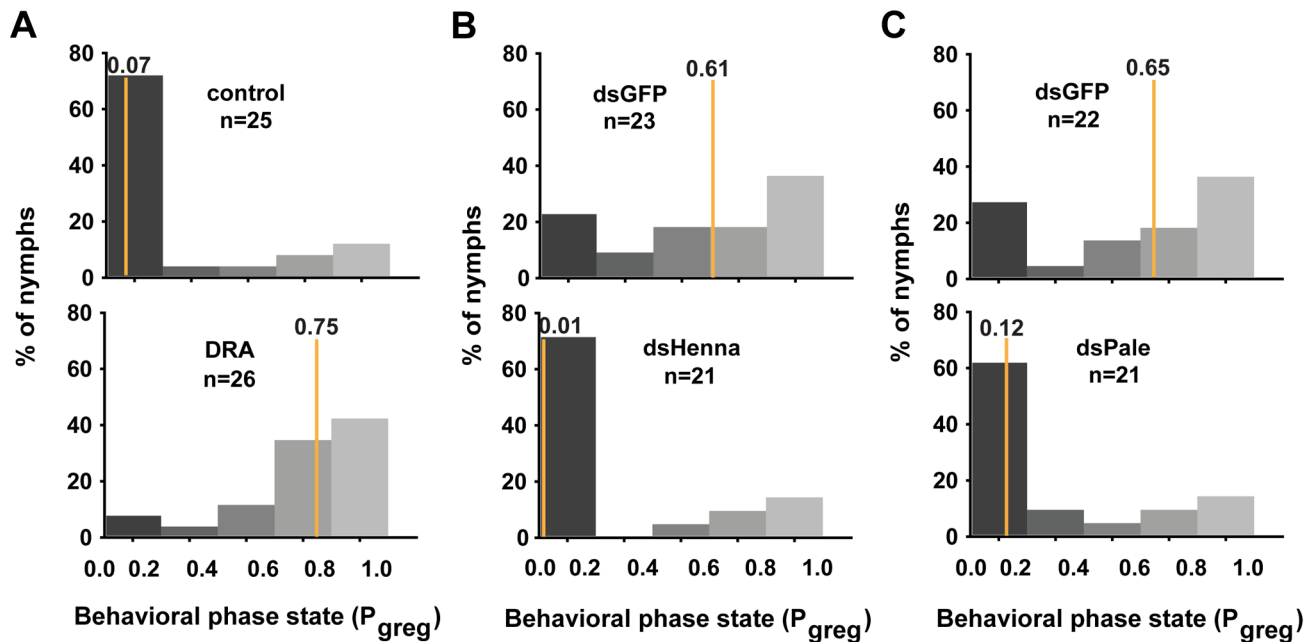 A
% of nymphs
80
60
40
20
0
0.07
control
n=25
80
60
40
20
0
0.75
DRA
n=26
0.0 0.2 0.4 0.6 0.8 1.0
Behavioral phase state (Pgreg)
B
% of nymphs
80
60
40
20
0
0.61
dsGFP
n=23
80
60
40
20
0
0.01
dsHenna
n=21
0.0 0.2 0.4 0.6 0.8 1.0
Behavioral phase state (Pgreg)
C
% of nymphs
80
60
40
20
0
0.65
dsGFP
n=22
80
60
40
20
0
0.12
dsPale
n=21
0.0 0.2 0.4 0.6 0.8 1.0
Behavioral phase state (Pgreg)